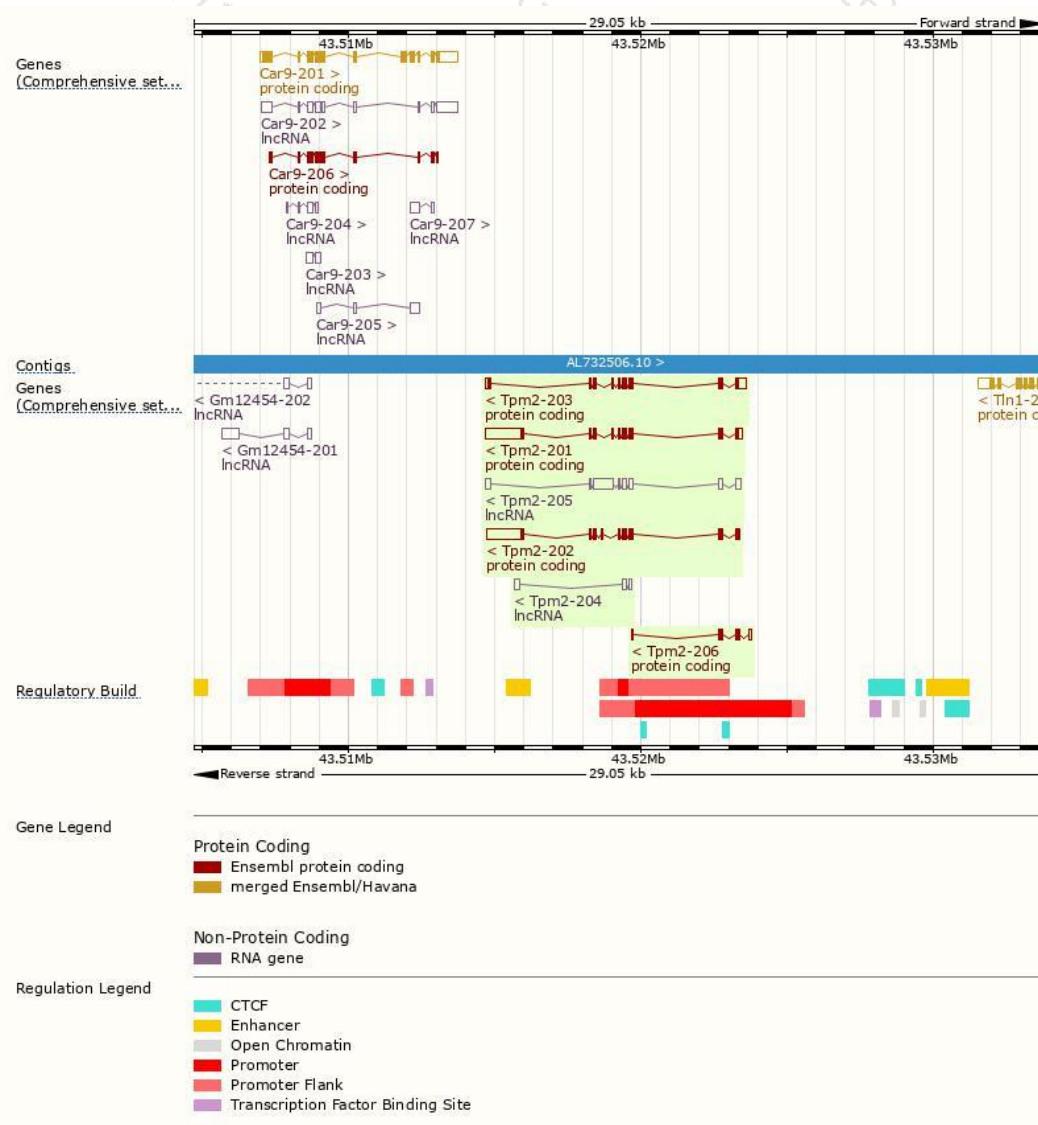 29.05 kb
Forward strand
43.51Mb
43.52Mb
43.53Mb
Genes
(Comprehensive set...
Car9-201 >
protein coding
Car9-202 >
lncRNA
Car9-206 >
protein coding
Car9-204 >
lncRNA
Car9-207 >
lncRNA
Car9-203 >
lncRNA
Car9-205 >
lncRNA
Contigs
AL732506.10 >
Genes
(Comprehensive set...
< Gm12454-202
lncRNA
< Gm12454-201
lncRNA
< Tpm2-203
protein coding
< Tpm2-201
protein coding
< Tpm2-205
lncRNA
< Tpm2-202
protein coding
< Tpm2-204
lncRNA
< Tpm2-206
protein coding
< Tln1-2
protein c
Regulatory Build
43.51Mb
43.52Mb
43.53Mb
Reverse strand
29.05 kb
Gene Legend
Protein Coding
Ensembl protein coding
merged Ensembl/Havana
Non-Protein Coding
RNA gene
Regulation Legend
CTCF
Enhancer
Open Chromatin
Promoter
Promoter Flank
Transcription Factor Binding Site